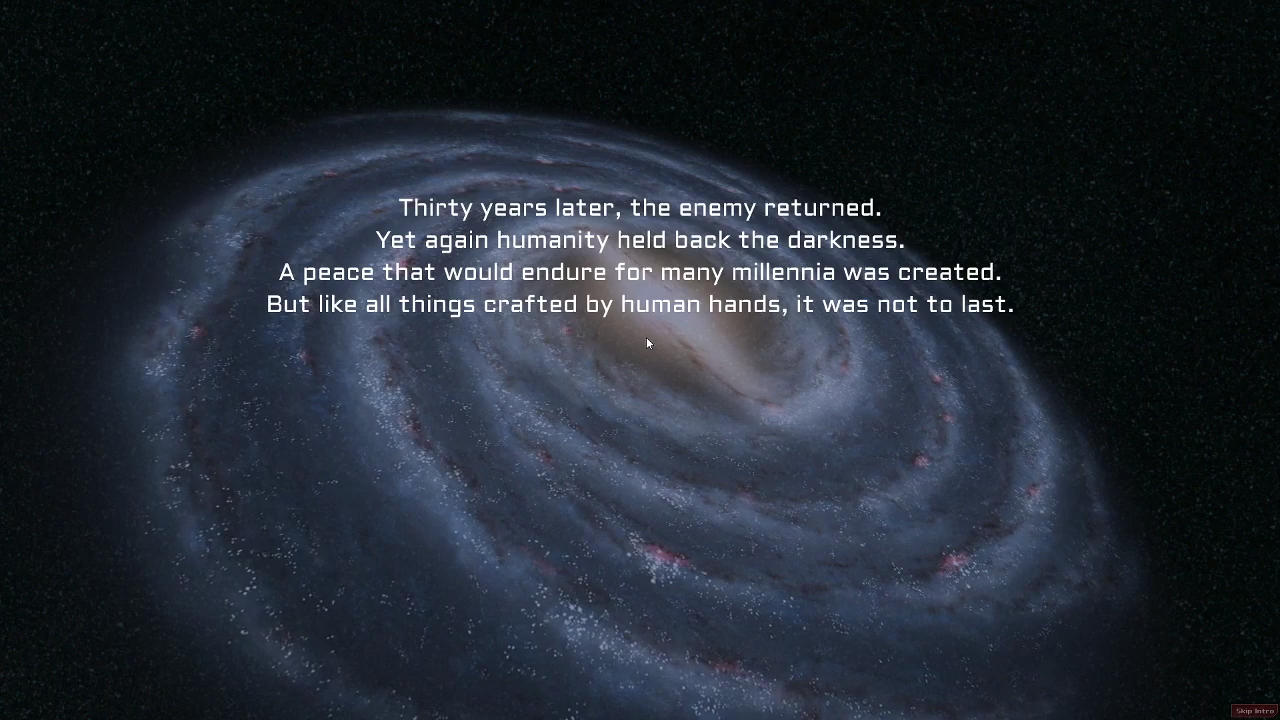 Thirty years later, the enemy returned.
Yet again humanity held back the darkness.
A peace that would endure for many millennia was created.
But like all things crafted by human hands, it was not to last.
Skip Intro